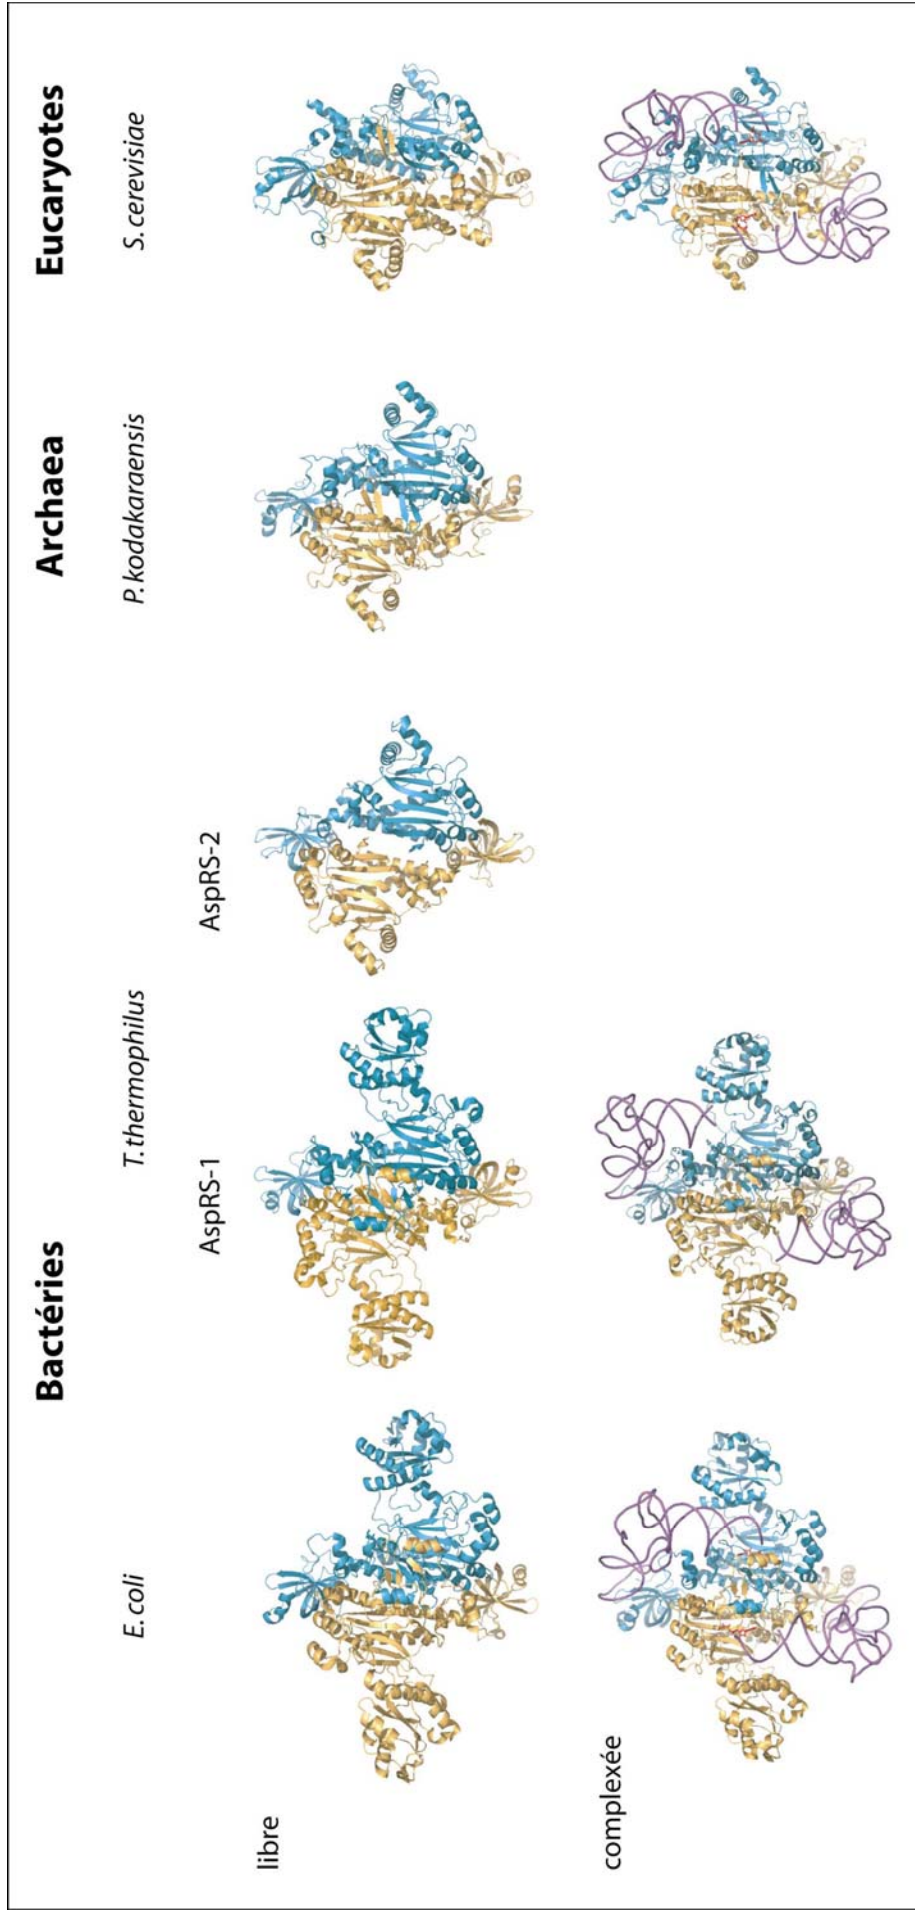 Bactéries Archaea Eucaryotes
E.coli T.thermophilus P.kodakaraensis S.cerevisiae
AspRS-1 AspRS-2
libre
complexée